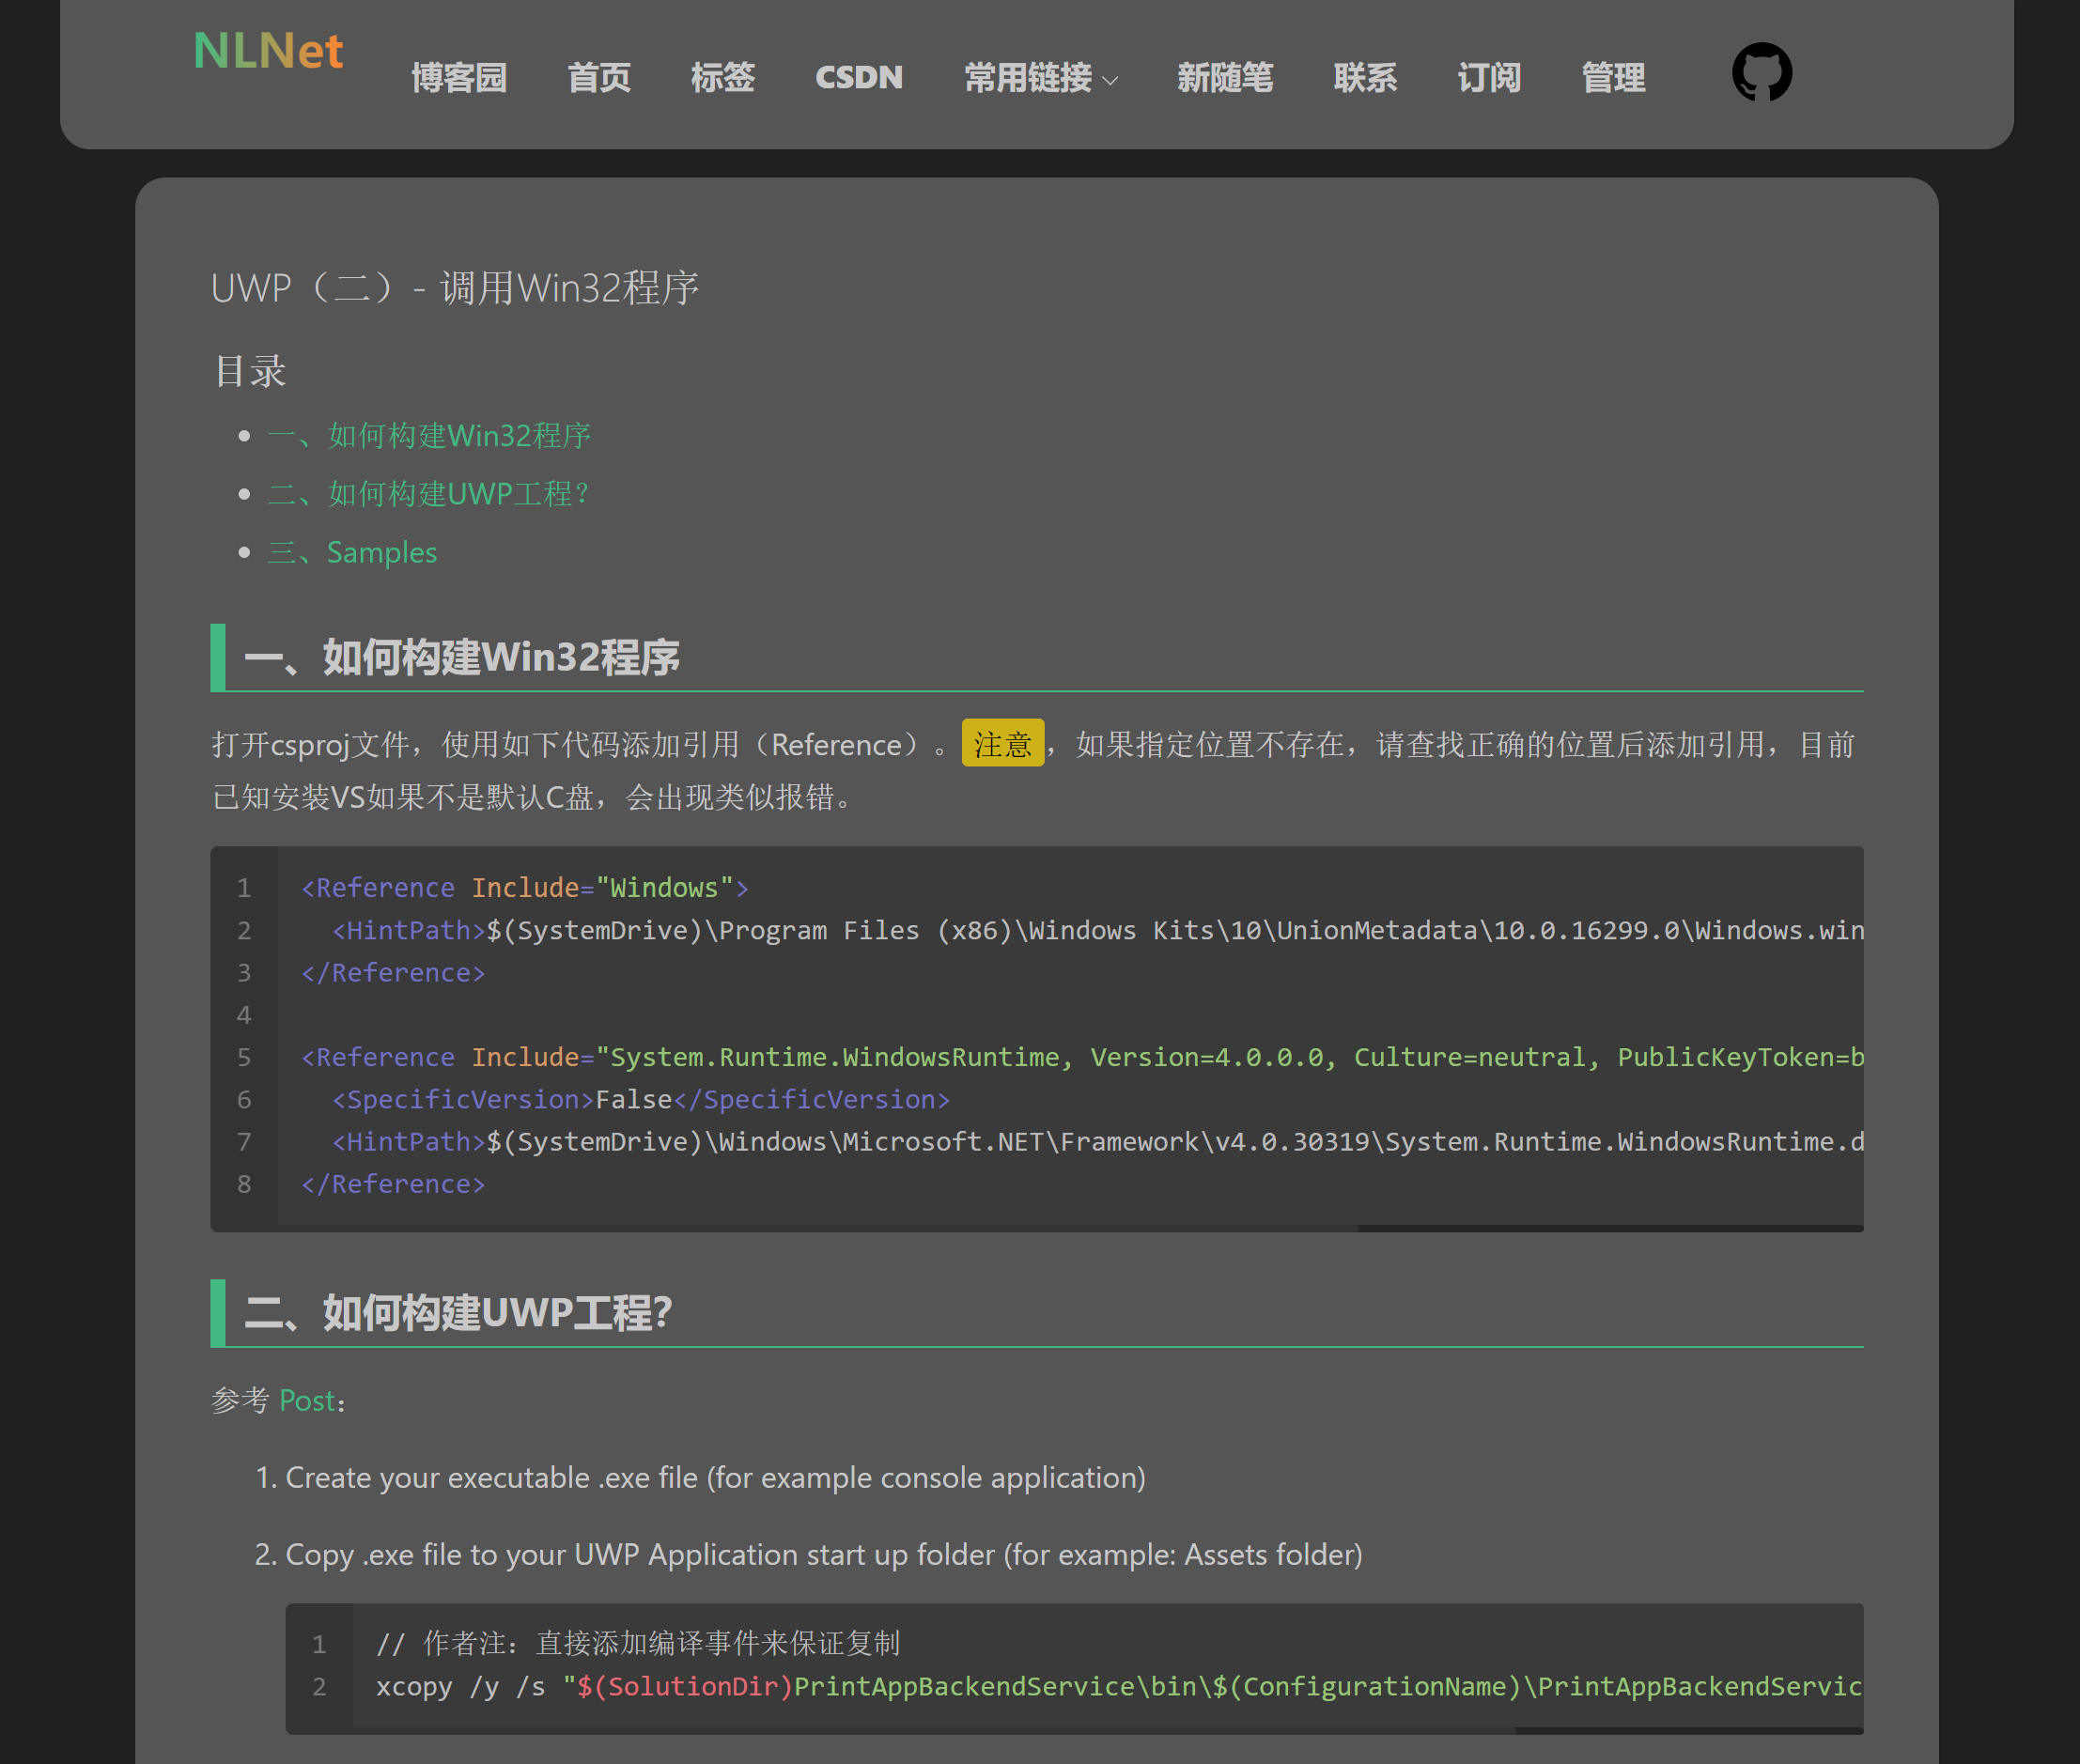 NLNet
博客园 首页 标签 CSDN 常用链接 新随笔 联系 订阅 管理
UWP（二）- 调用Win32程序
目录
一、如何构建Win32程序
二、如何构建UWP工程？
三、Samples
一、如何构建Win32程序
打开csproj文件，使用如下代码添加引用（Reference）。注意，如果指定位置不存在，请查找正确的位置后添加引用，目前
已知安装VS如果不是默认C盘，会出现类似报错。
1 <Reference Include="Windows">
2 <HintPath>$(SystemDrive)\Program Files (x86)\Windows Kits\10\UnionMetadata\10.0.16299.0\Windows.win
3 </Reference>
4
5 <Reference Include="System.Runtime.WindowsRuntime, Version=4.0.0.0, Culture=neutral, PublicKeyToken=b
6 <SpecificVersion>False</SpecificVersion>
7 <HintPath>$(SystemDrive)\Windows\Microsoft.NET\Framework\v4.0.30319\System.Runtime.WindowsRuntime.d
8 </Reference>
二、如何构建UWP工程？
参考 Post：
1. Create your executable .exe file (for example console application)
2. Copy .exe file to your UWP Application start up folder (for example: Assets folder)
1 // 作者注：直接添加编译事件来保证复制
2 xcopy /y /s "$(SolutionDir)PrintAppBackendService\bin\$(ConfigurationName)\PrintAppBackendServic